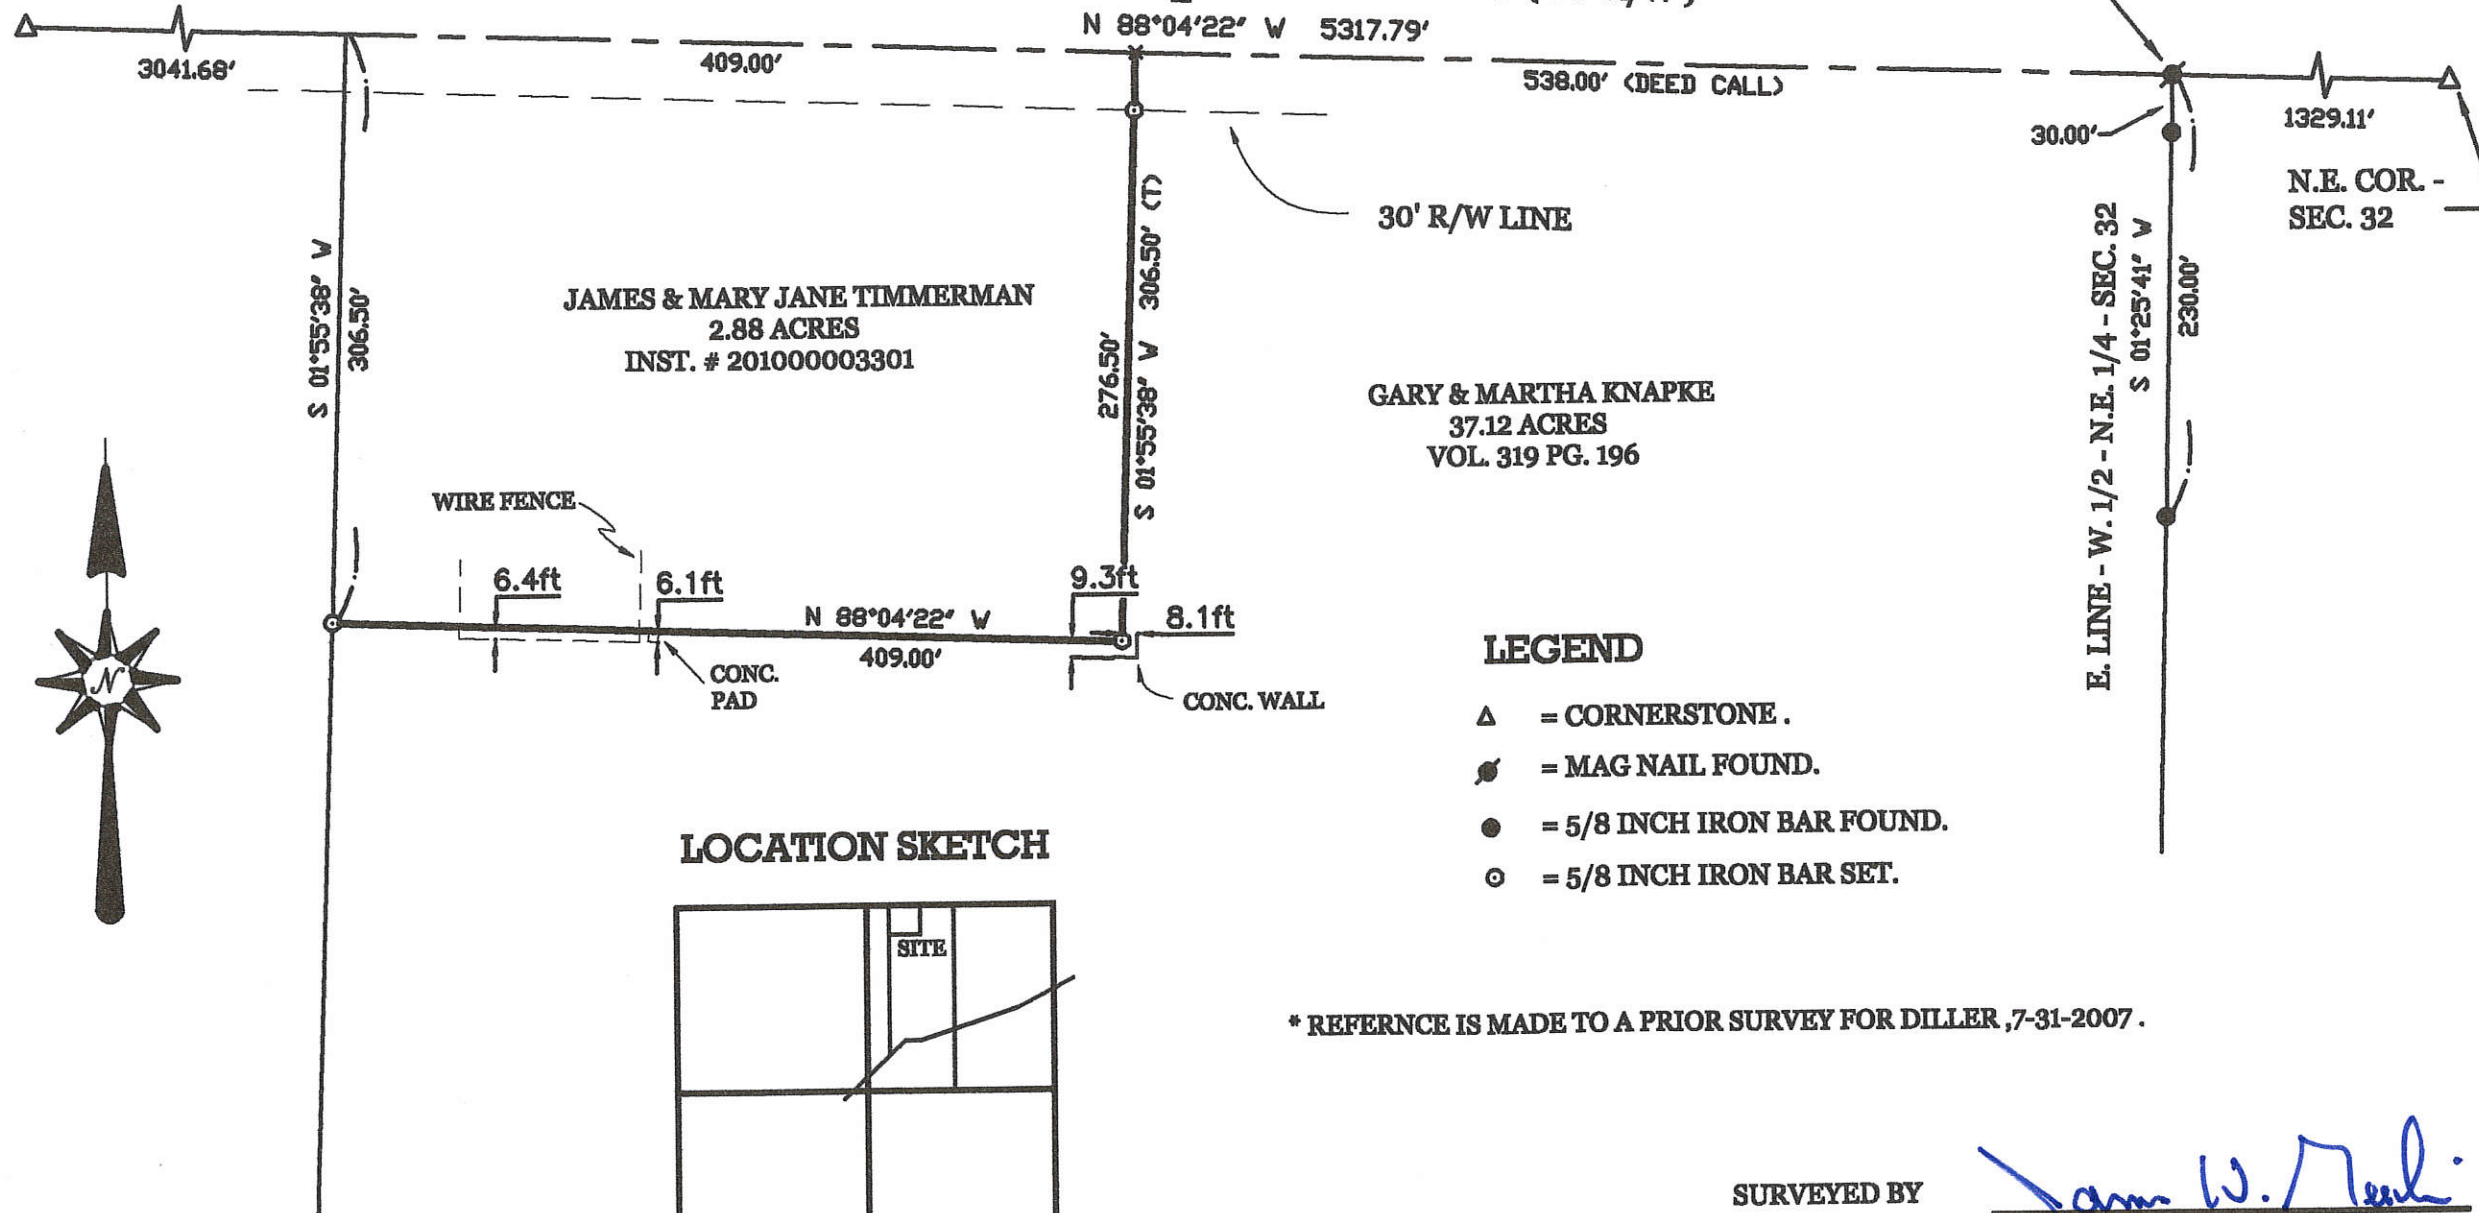 N 88°04'22" W 5317.79'
3041.68'
409.00'
538.00' (DEED CALL)
1329.11'
30.00'
N.E. COR. -
SEC. 32
30' R/W LINE
S 01°55'38" W
306.50'
JAMES & MARY JANE TIMMERMAN
2.88 ACRES
INST. # 201000003301
276.50'
S 01°55'38" W 306.50' (T)
GARY & MARTHA KNAPKE
37.12 ACRES
VOL. 319 PG. 196
E. LINE - W. 1/2 - N.E. 1/4 - SEC. 32
S 01°25'41" W
230.00'
WIRE FENCE
6.4ft
6.1ft
9.3ft
8.1ft
N 88°04'22" W
409.00'
CONC.
PAD
CONC. WALL
N
LEGEND
= CORNERSTONE .
= MAG NAIL FOUND.
= 5/8 INCH IRON BAR FOUND.
= 5/8 INCH IRON BAR SET.
LOCATION SKETCH
SITE
* REFERNCE IS MADE TO A PRIOR SURVEY FOR DILLER ,7-31-2007 .
SURVEYED BY